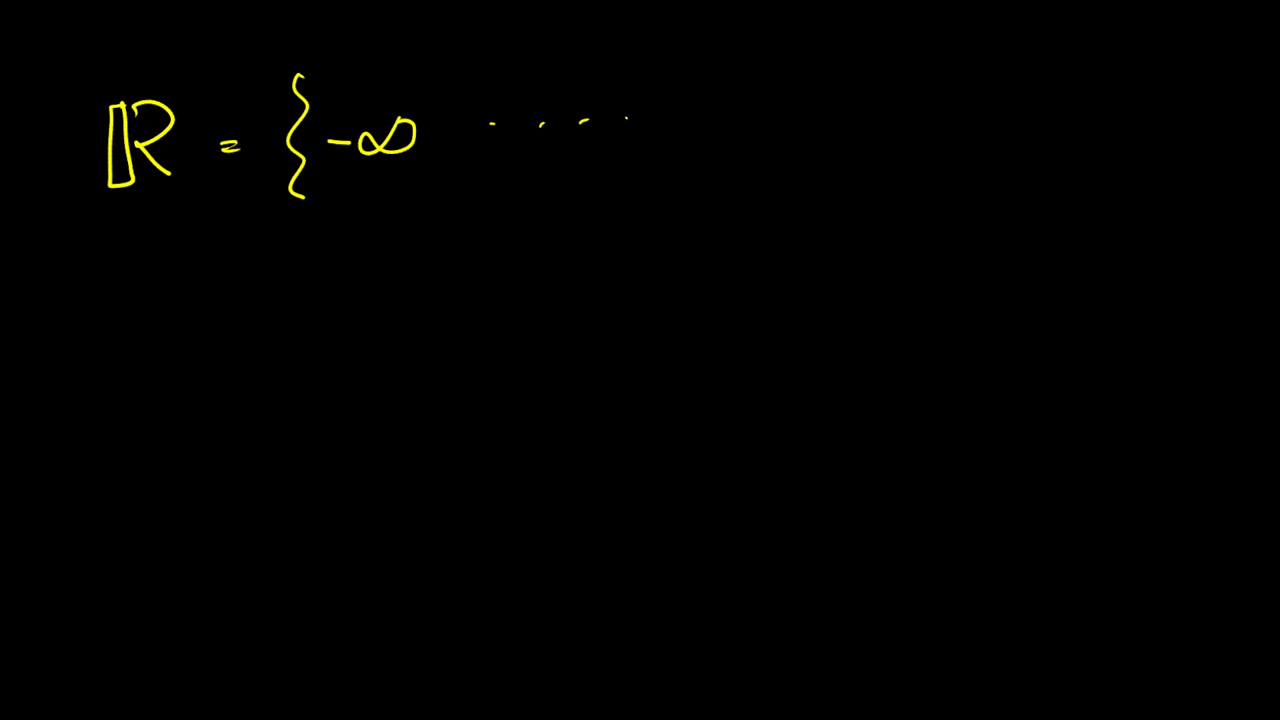 ℝ = { -∞ ....